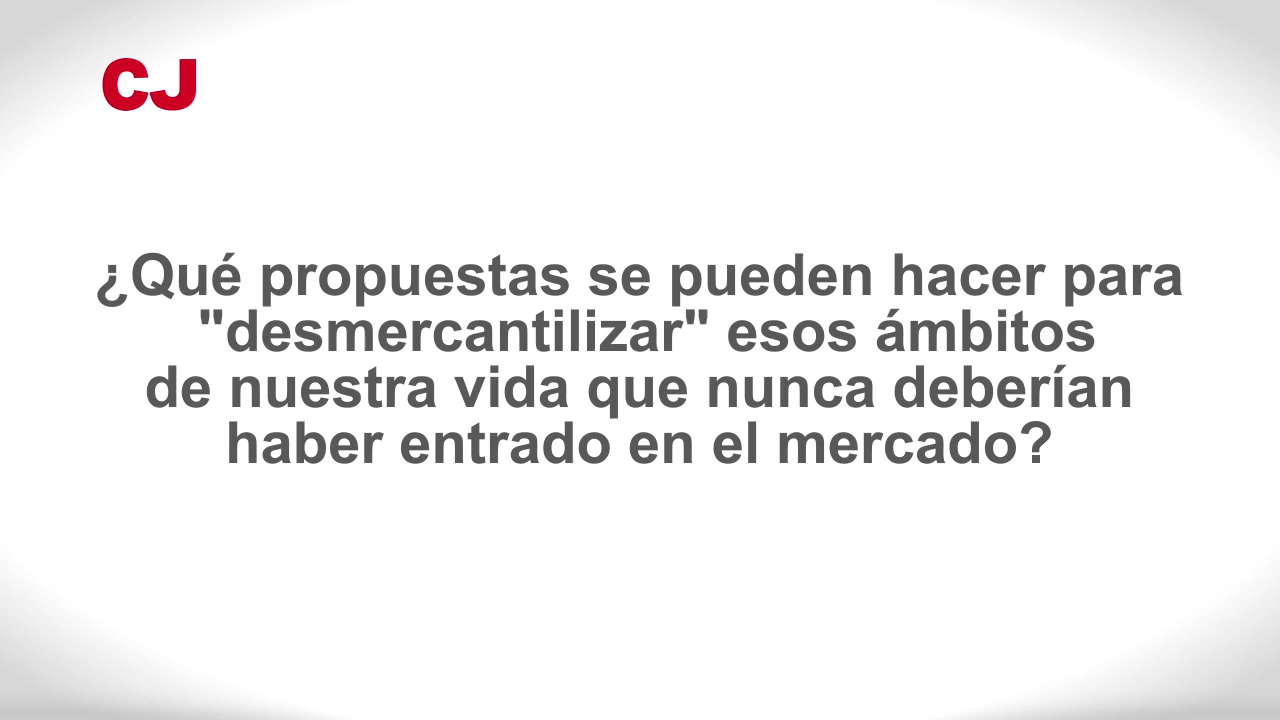 CJ
¿Qué propuestas se pueden hacer para
"desmercantilizar" esos ámbitos
de nuestra vida que nunca deberían
haber entrado en el mercado?